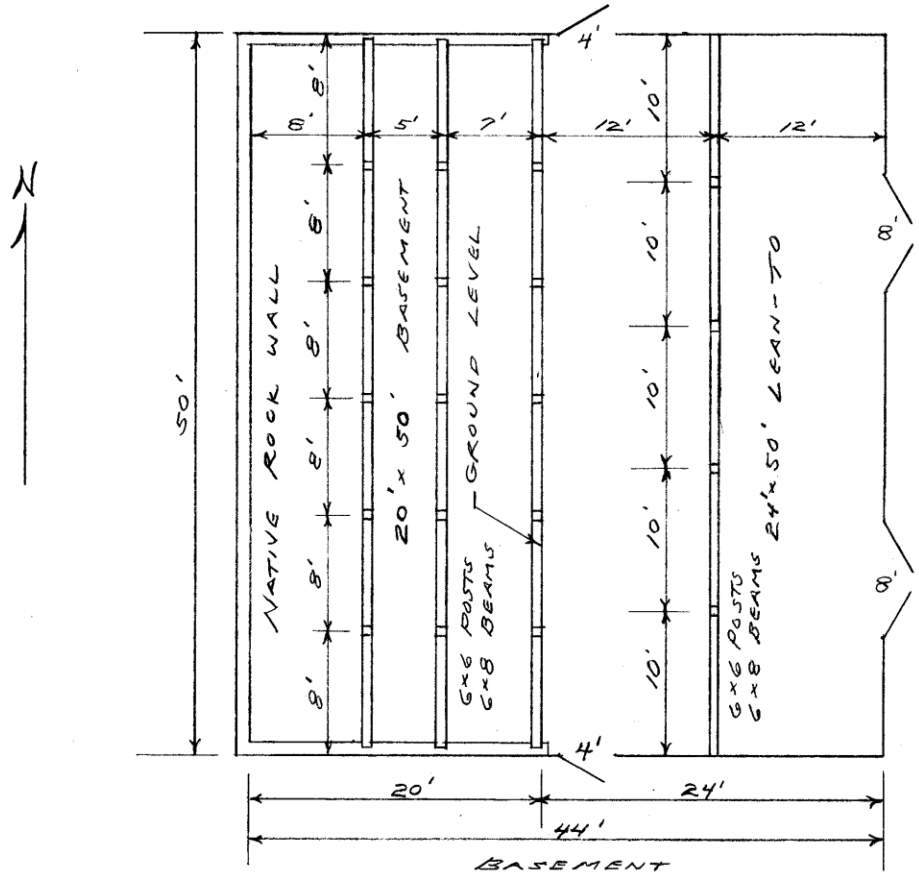 N
50'
8'
8'
8'
8'
8'
8'
8'
5'
7'
12'
12'
4'
10'
10'
10'
10'
10'
8'
8'
4'
NATIVE ROCK WALL
20' x 50' BASEMENT
GROUND LEVEL
6x6 POSTS
6x8 BEAMS
6x6 POSTS
6x8 BEAMS
24' x 50' LEAN-TO
20'
24'
44'
BASEMENT